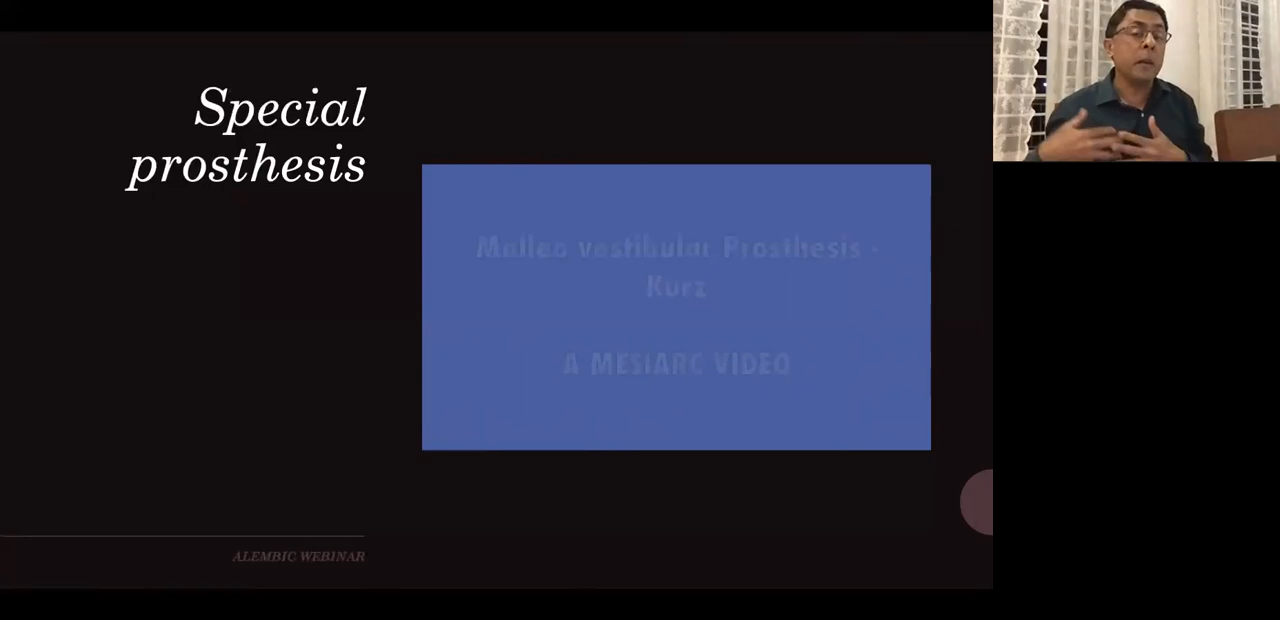 Special
prosthesis
Malleo vestibular Prosthesis -
Kurz
A MESIARC VIDEO
ALEMBIC WEBINAR